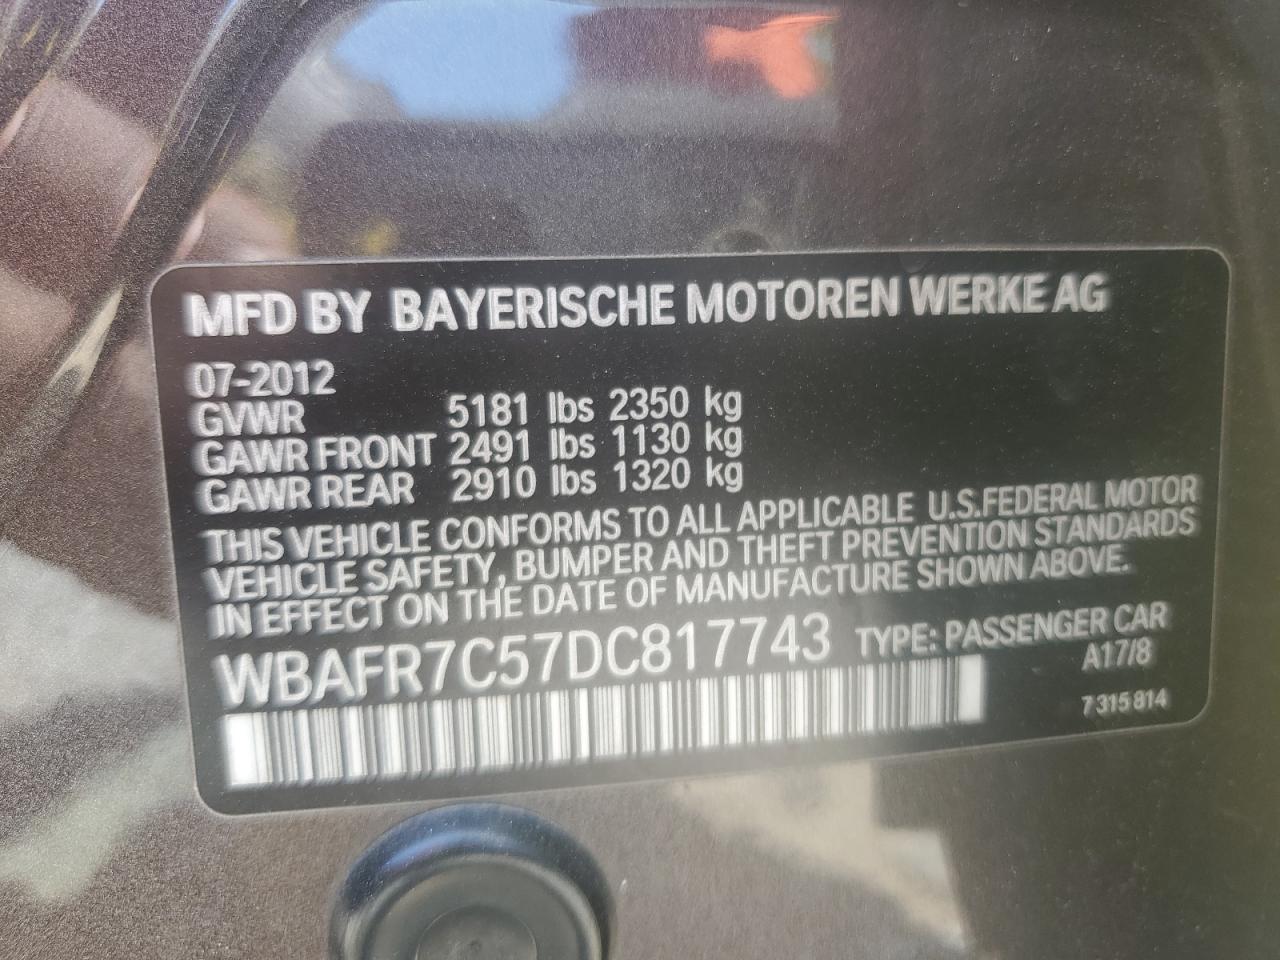 MFD BY BAYERISCHE MOTOREN WERKE AG
07-2012
GVWR 5181 lbs 2350 kg
GAWR FRONT 2491 lbs 1130 kg
GAWR REAR 2910 lbs 1320 kg
THIS VEHICLE CONFORMS TO ALL APPLICABLE U.S.FEDERAL MOTOR
VEHICLE SAFETY, BUMPER AND THEFT PREVENTION STANDARDS
IN EFFECT ON THE DATE OF MANUFACTURE SHOWN ABOVE.
WBAFR7C57DC817743 TYPE: PASSENGER CAR
A17/8
7 315 814